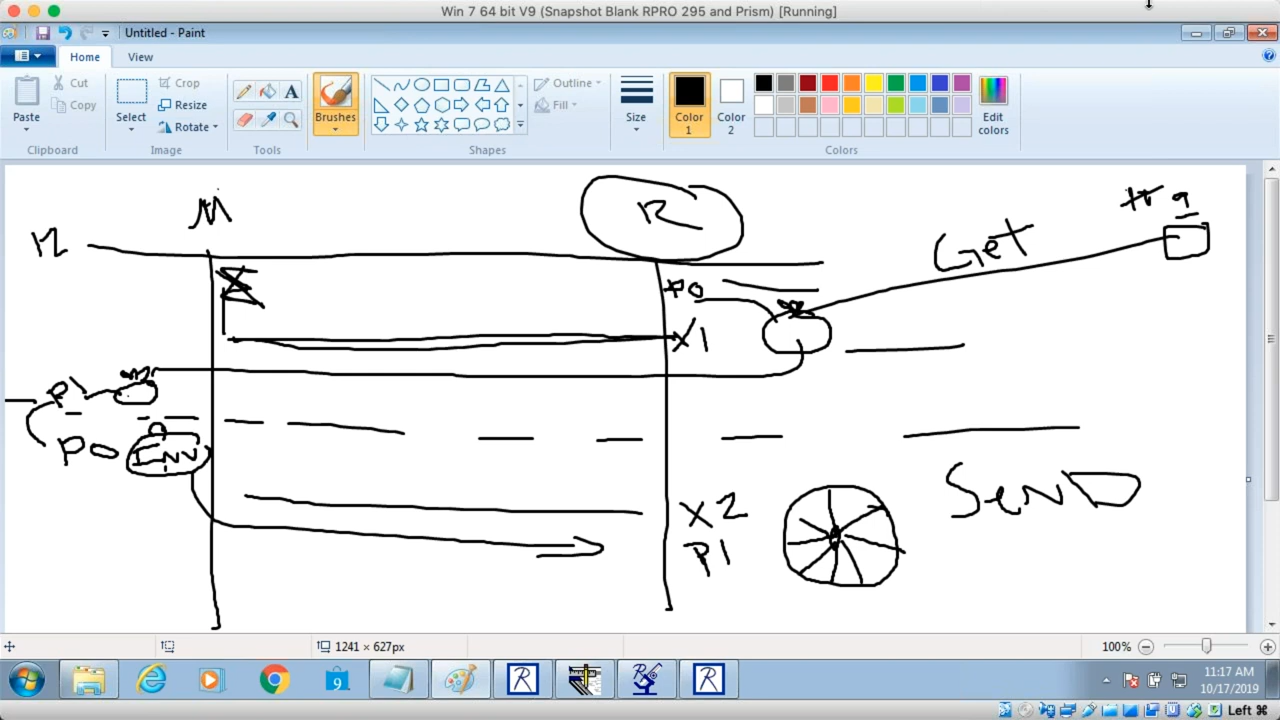 Win 7 64 bit V9 (Snapshot Blank RPRO 295 and Prism) [Running]
Untitled - Paint
Home View
Paste
Cut
Copy
Select
Crop
Resize
Rotate
A
Brushes
Outline
Fill
Size
Color 1
Color 2
Edit colors
Clipboard
Image
Tools
Shapes
Colors
M
R
R
Get
9
P0
X1
P1
P0
INV
SEND
X2
P1
1241 × 627px
100%
9
R
R
11:17 AM
10/17/2019
Left ⌘